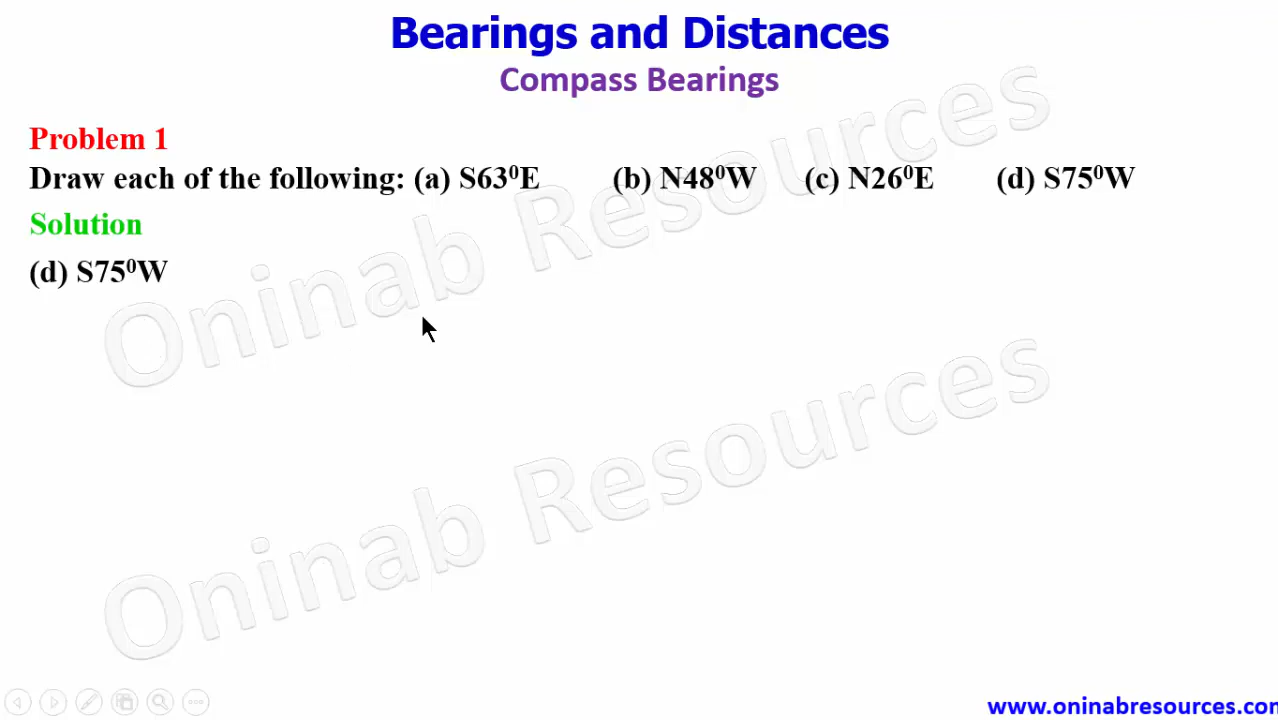 Bearings and Distances
Compass Bearings
Problem 1
Draw each of the following: (a) S63⁰E (b) N48⁰W (c) N26⁰E (d) S75⁰W
Solution
(d) S75⁰W
Oninab Resources
Oninab Resources
www.oninabresources.con